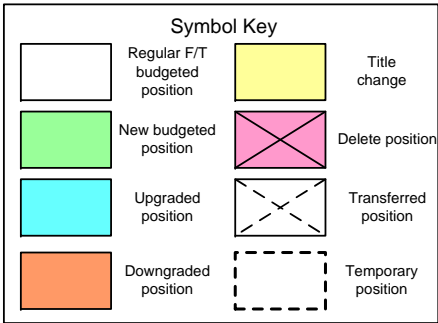 Symbol Key
Regular F/T
budgeted
position
Title
change
New budgeted
position
Delete position
Upgraded
position
Transferred
position
Downgraded
position
Temporary
position